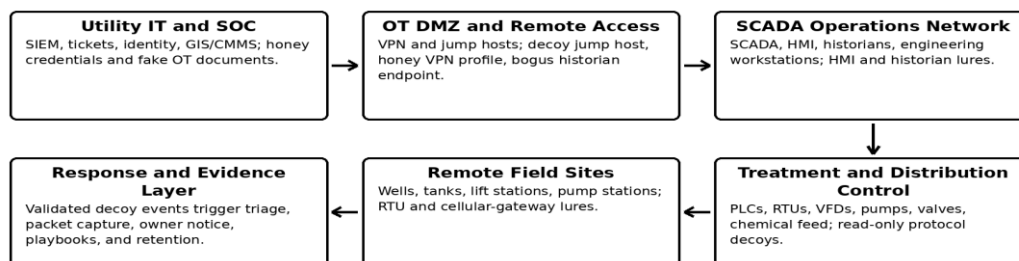 Utility IT and SOC
SIEM, tickets, identity, GIS/CMMS; honey
credentials and fake OT documents.
OT DMZ and Remote Access
VPN and jump hosts; decoy jump host,
honey VPN profile, bogus historian
endpoint.
SCADA Operations Network
SCADA, HMI, historians, engineering
workstations; HMI and historian lures.
Response and Evidence
Layer
Validated decoy events trigger triage,
packet capture, owner notice,
playbooks, and retention.
Remote Field Sites
Wells, tanks, lift stations, pump stations;
RTU and cellular-gateway lures.
Treatment and Distribution
Control
PLCs, RTUs, VFDs, pumps, valves,
chemical feed; read-only protocol
decoys.